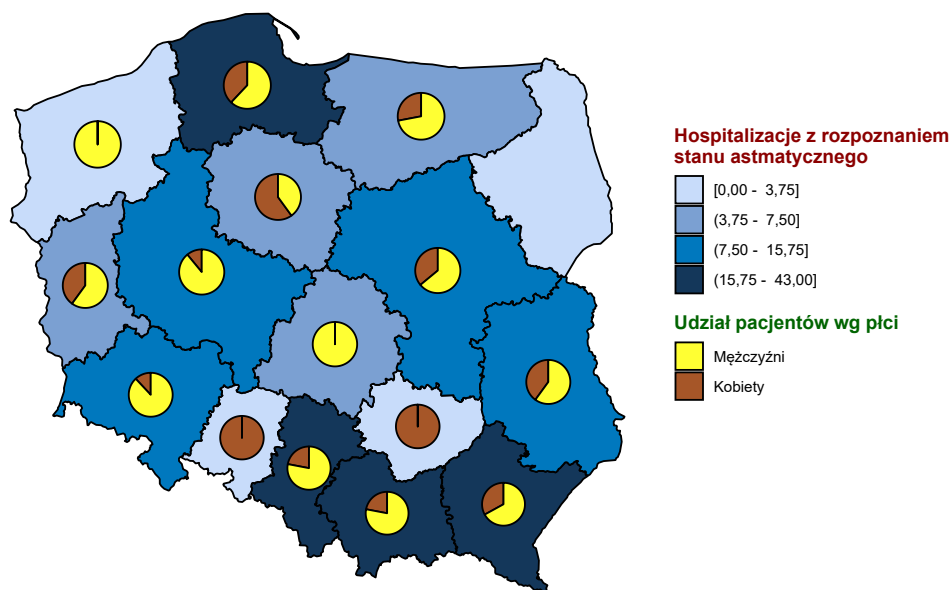 Hospitalizacje z rozpoznaniem
stanu astmatycznego
[0,00 - 3,75]
(3,75 - 7,50]
(7,50 - 15,75]
(15,75 - 43,00]
Udział pacjentów wg płci
Mężczyźni
Kobiety